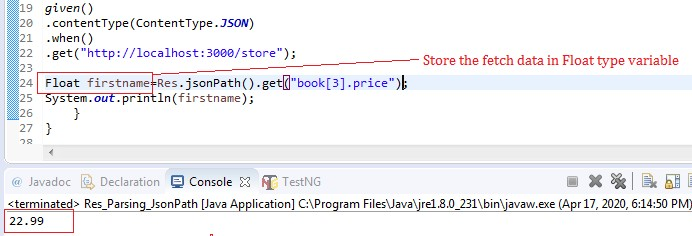 19 given()
20 .contentType(ContentType.JSON)
21 .when()
22 .get("http://localhost:3000/store");
23
Store the fetch data in Float type variable
24 Float firstname=Res.jsonPath().get("book[3].price");
25 System.out.println(firstname);
26 }
27 }
28
@ Javadoc Declaration Console TestNG
<terminated> Res_Parsing_JsonPath [Java Application] C:\Program Files\Java\jre1.8.0_231\bin\javaw.exe (Apr 17, 2020, 6:14:50 PM)
22.99